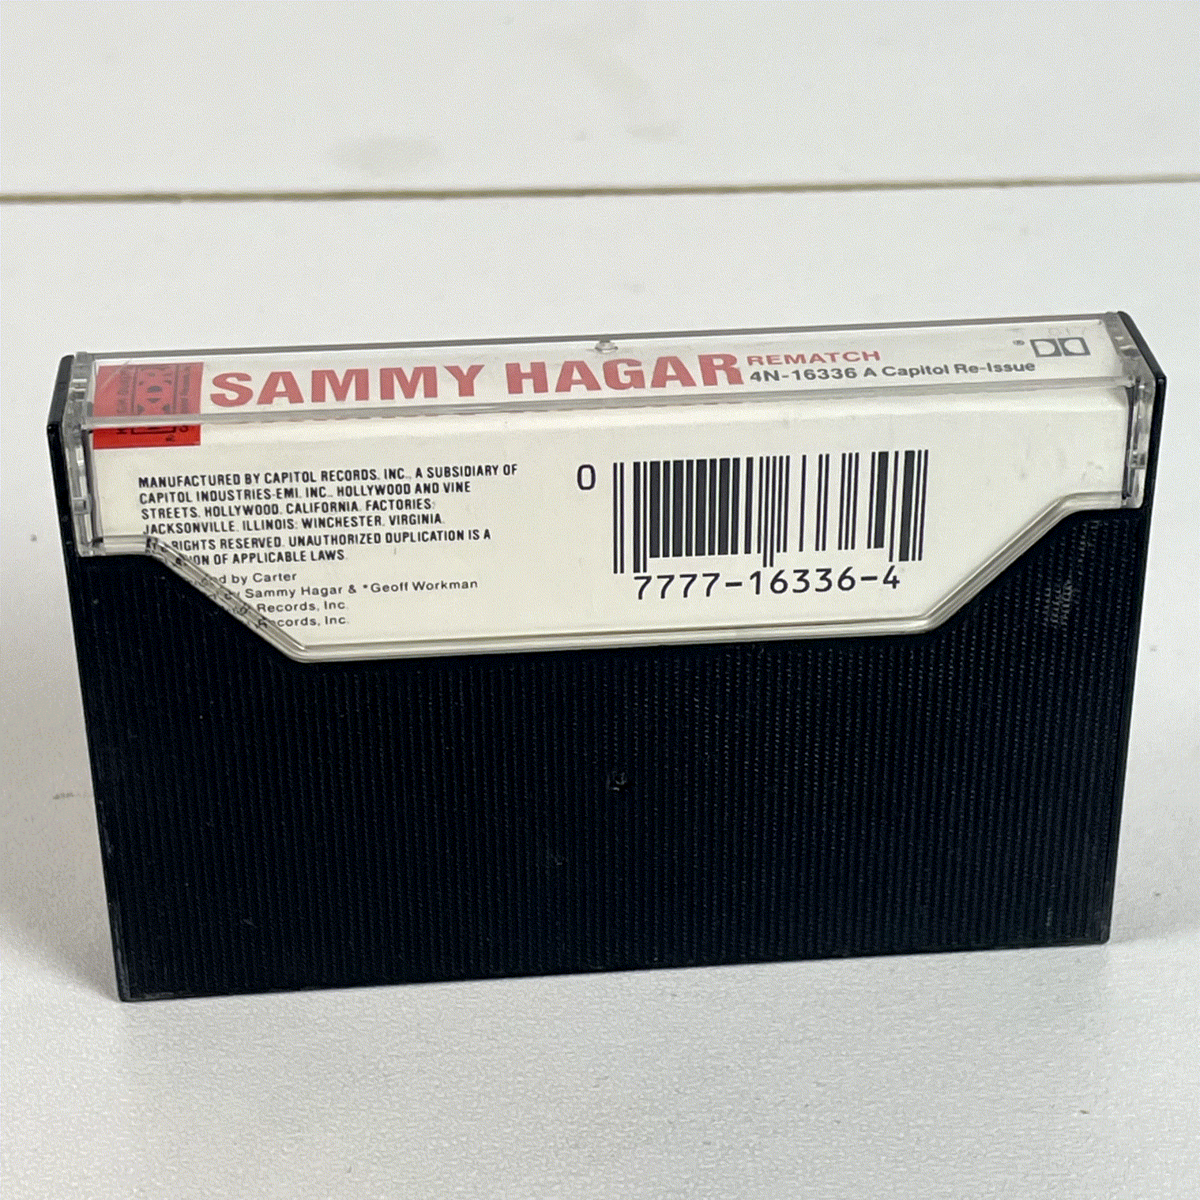 SAMMY HAGAR REMATCH
4N-16336 A Capitol Re-Issue
MANUFACTURED BY CAPITOL RECORDS, INC., A SUBSIDIARY OF
CAPITOL INDUSTRIES-EMI, INC., HOLLYWOOD AND VINE
STREETS, HOLLYWOOD, CALIFORNIA. FACTORIES:
JACKSONVILLE, ILLINOIS; WINCHESTER, VIRGINIA.
RIGHTS RESERVED. UNAUTHORIZED DUPLICATION IS A
OF APPLICABLE LAWS.
by Carter
Sammy Hagar & *Geoff Workman
Records, Inc.
Records, Inc.
0
7777-16336-4